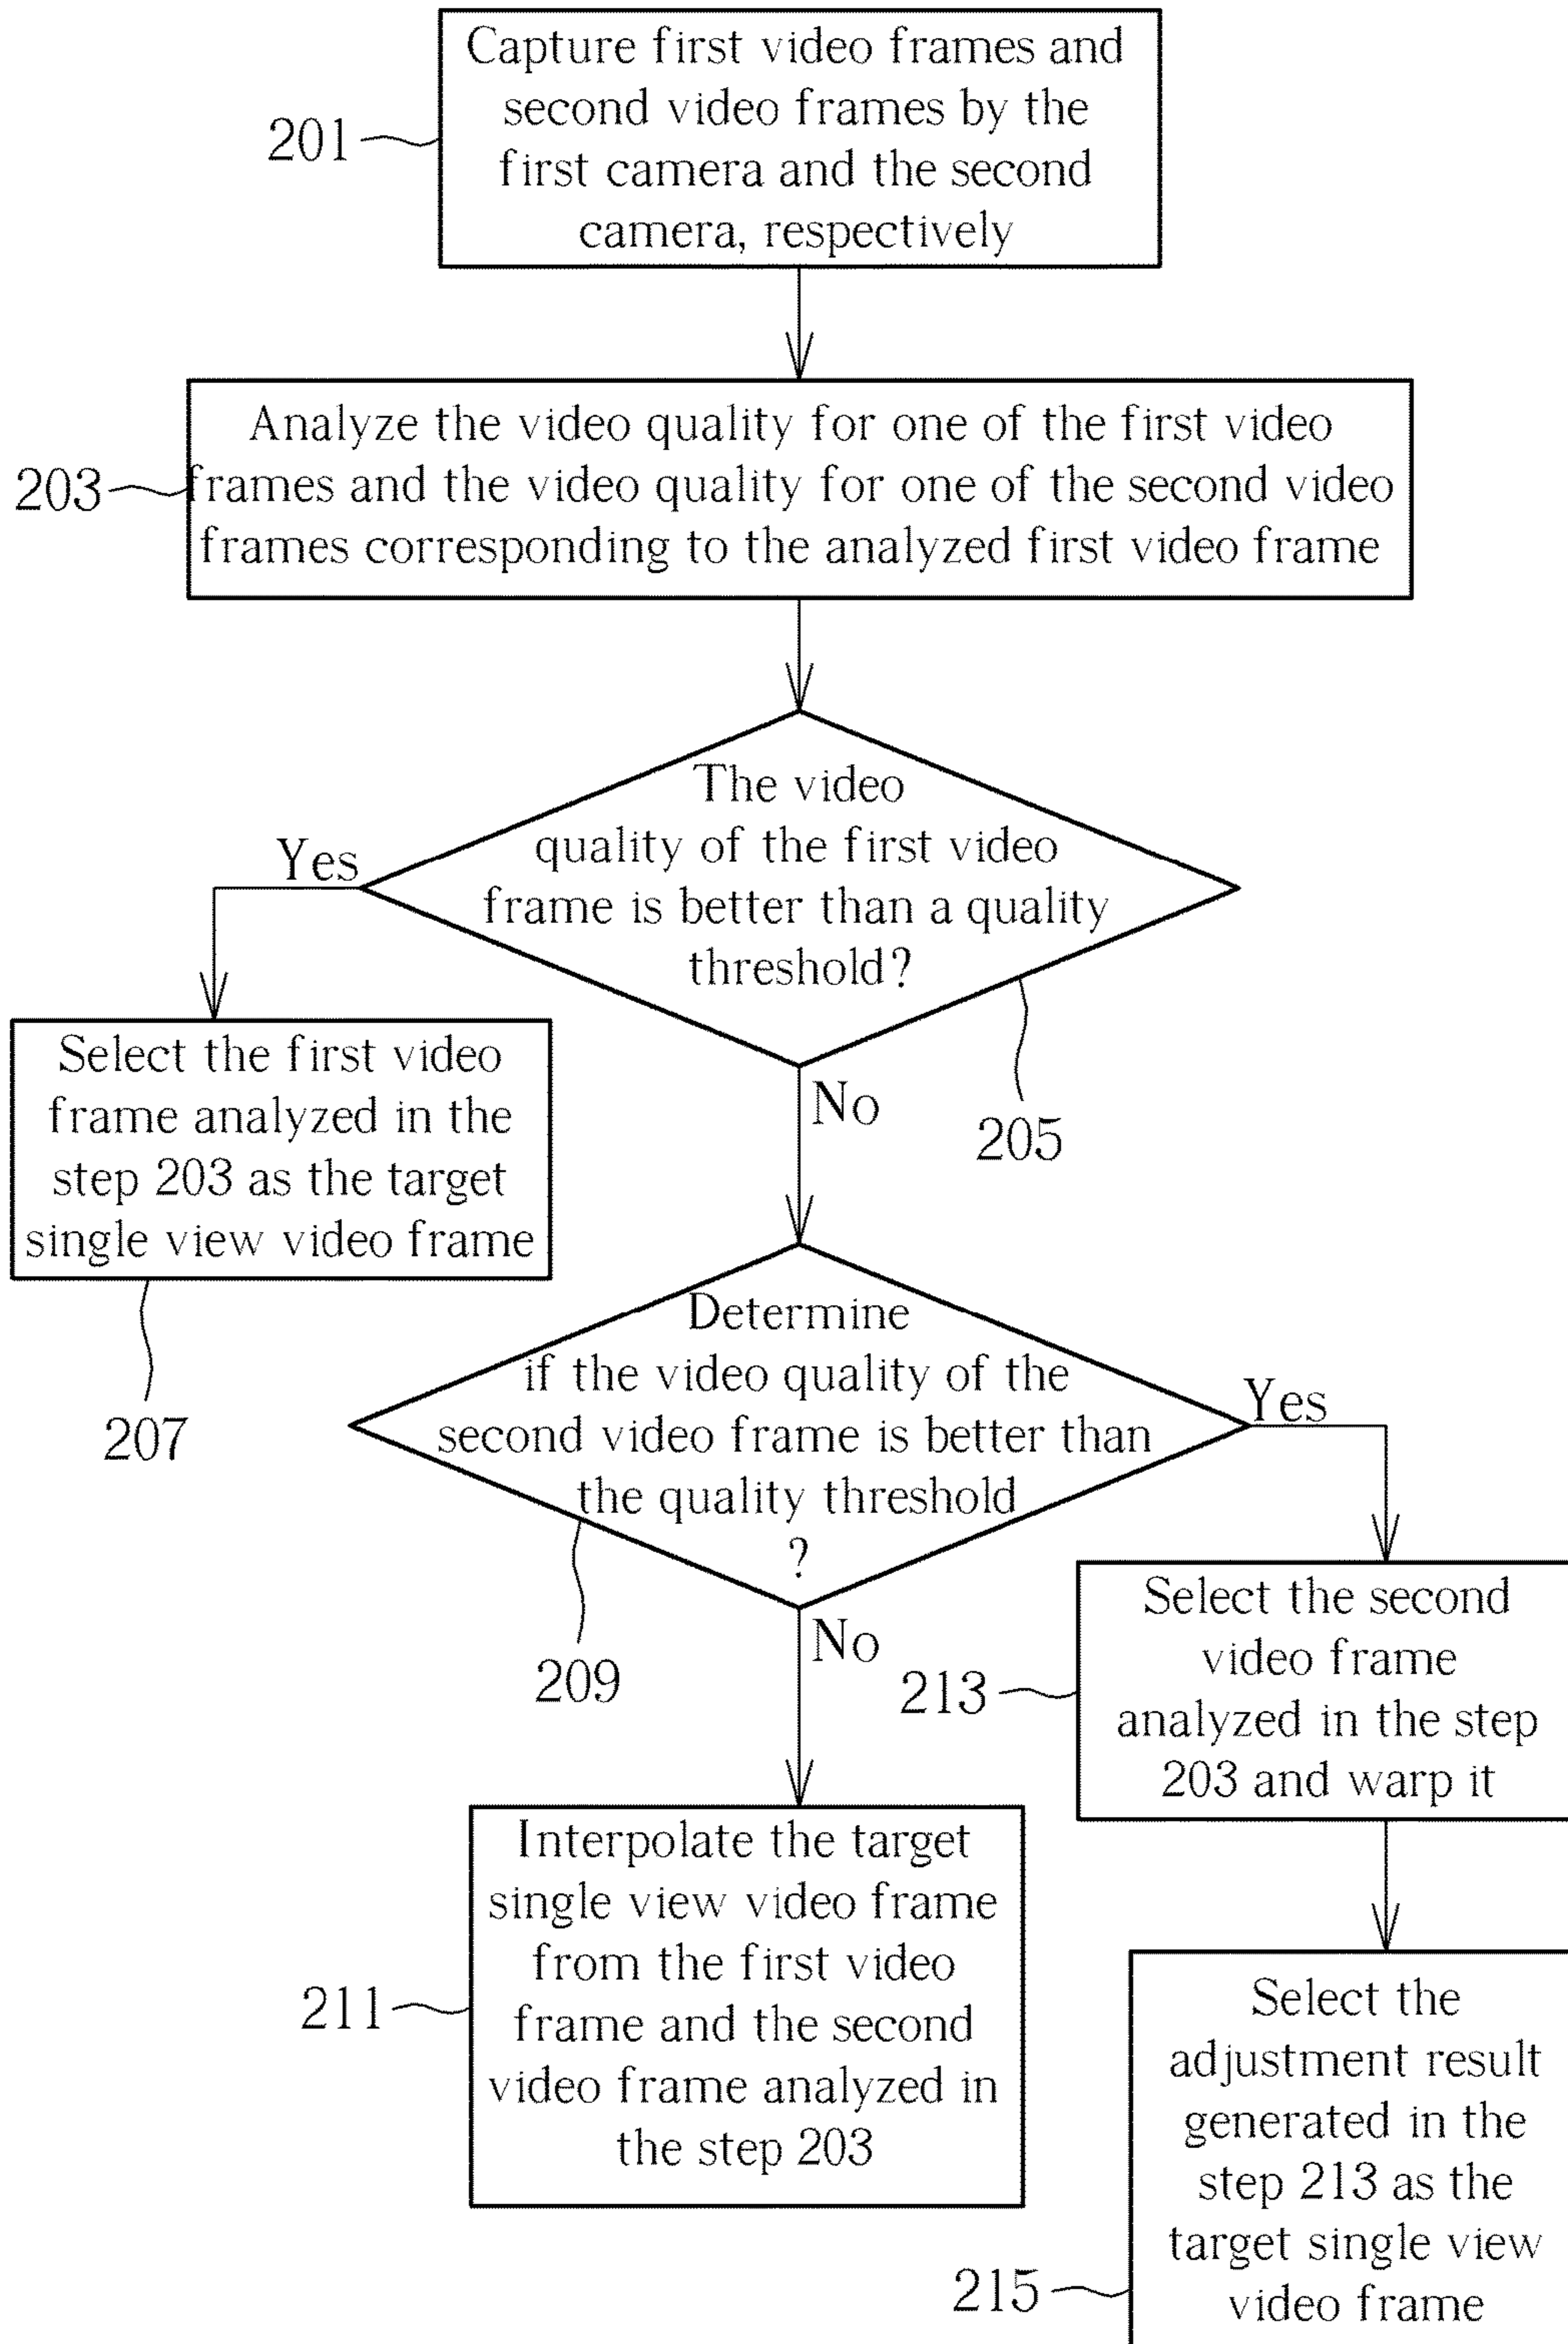 Capture first video frames and
second video frames by the
first camera and the second
camera, respectively
201
Analyze the video quality for one of the first video
frames and the video quality for one of the second video
frames corresponding to the analyzed first video frame
203
The video
quality of the first video
frame is better than a quality
threshold?
Yes
205
No
Select the first video
frame analyzed in the
step 203 as the target
single view video frame
207
Determine
if the video quality of the
second video frame is better than
the quality threshold
?
Yes
209
No
213
Select the second
video frame
analyzed in the step
203 and warp it
Interpolate the target
single view video frame
from the first video
frame and the second
video frame analyzed in
the step 203
211
Select the
adjustment result
generated in the
step 213 as the
target single view
video frame
215